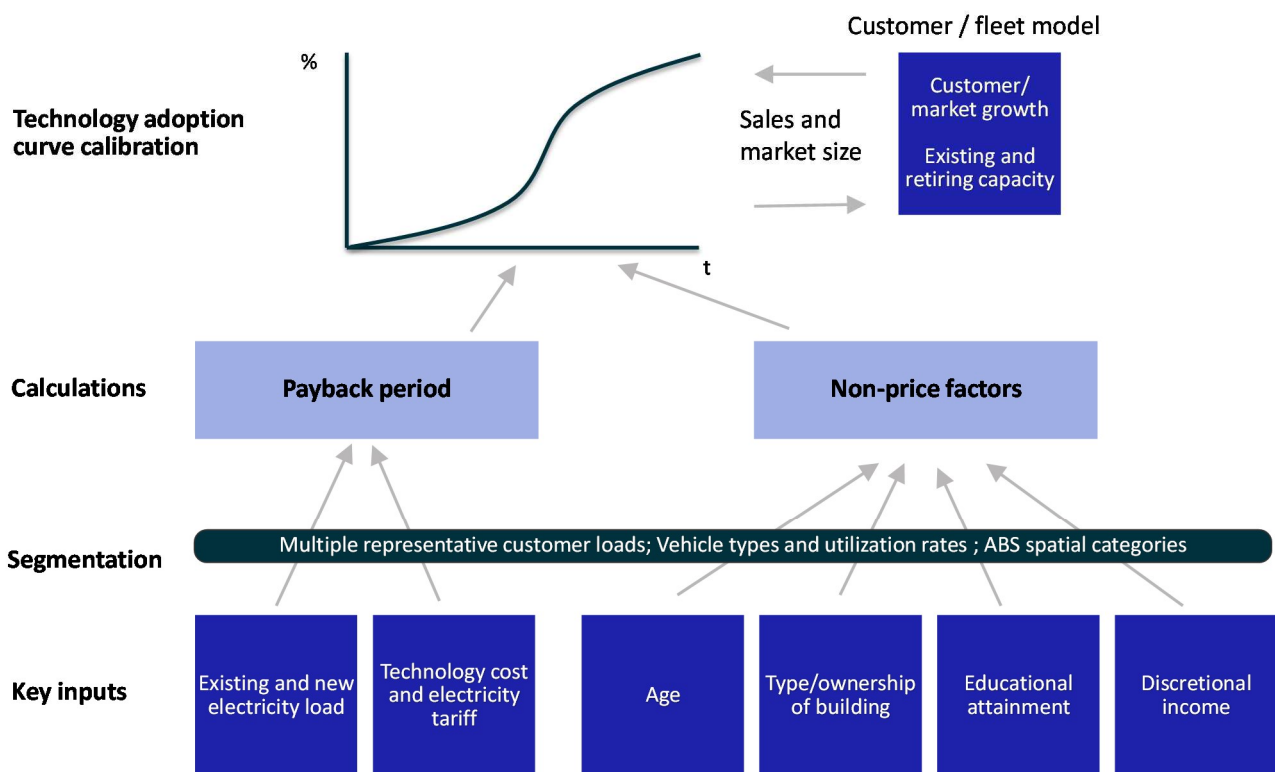 Customer / fleet model
%
Technology adoption
curve calibration
Customer/
market growth
Existing and
retiring capacity
Sales and
market size
t
Calculations
Payback period
Non-price factors
Segmentation
Multiple representative customer loads; Vehicle types and utilization rates ; ABS spatial categories
Key inputs
Existing and new
electricity load
Technology cost
and electricity
tariff
Age
Type/ownership
of building
Educational
attainment
Discretional
income